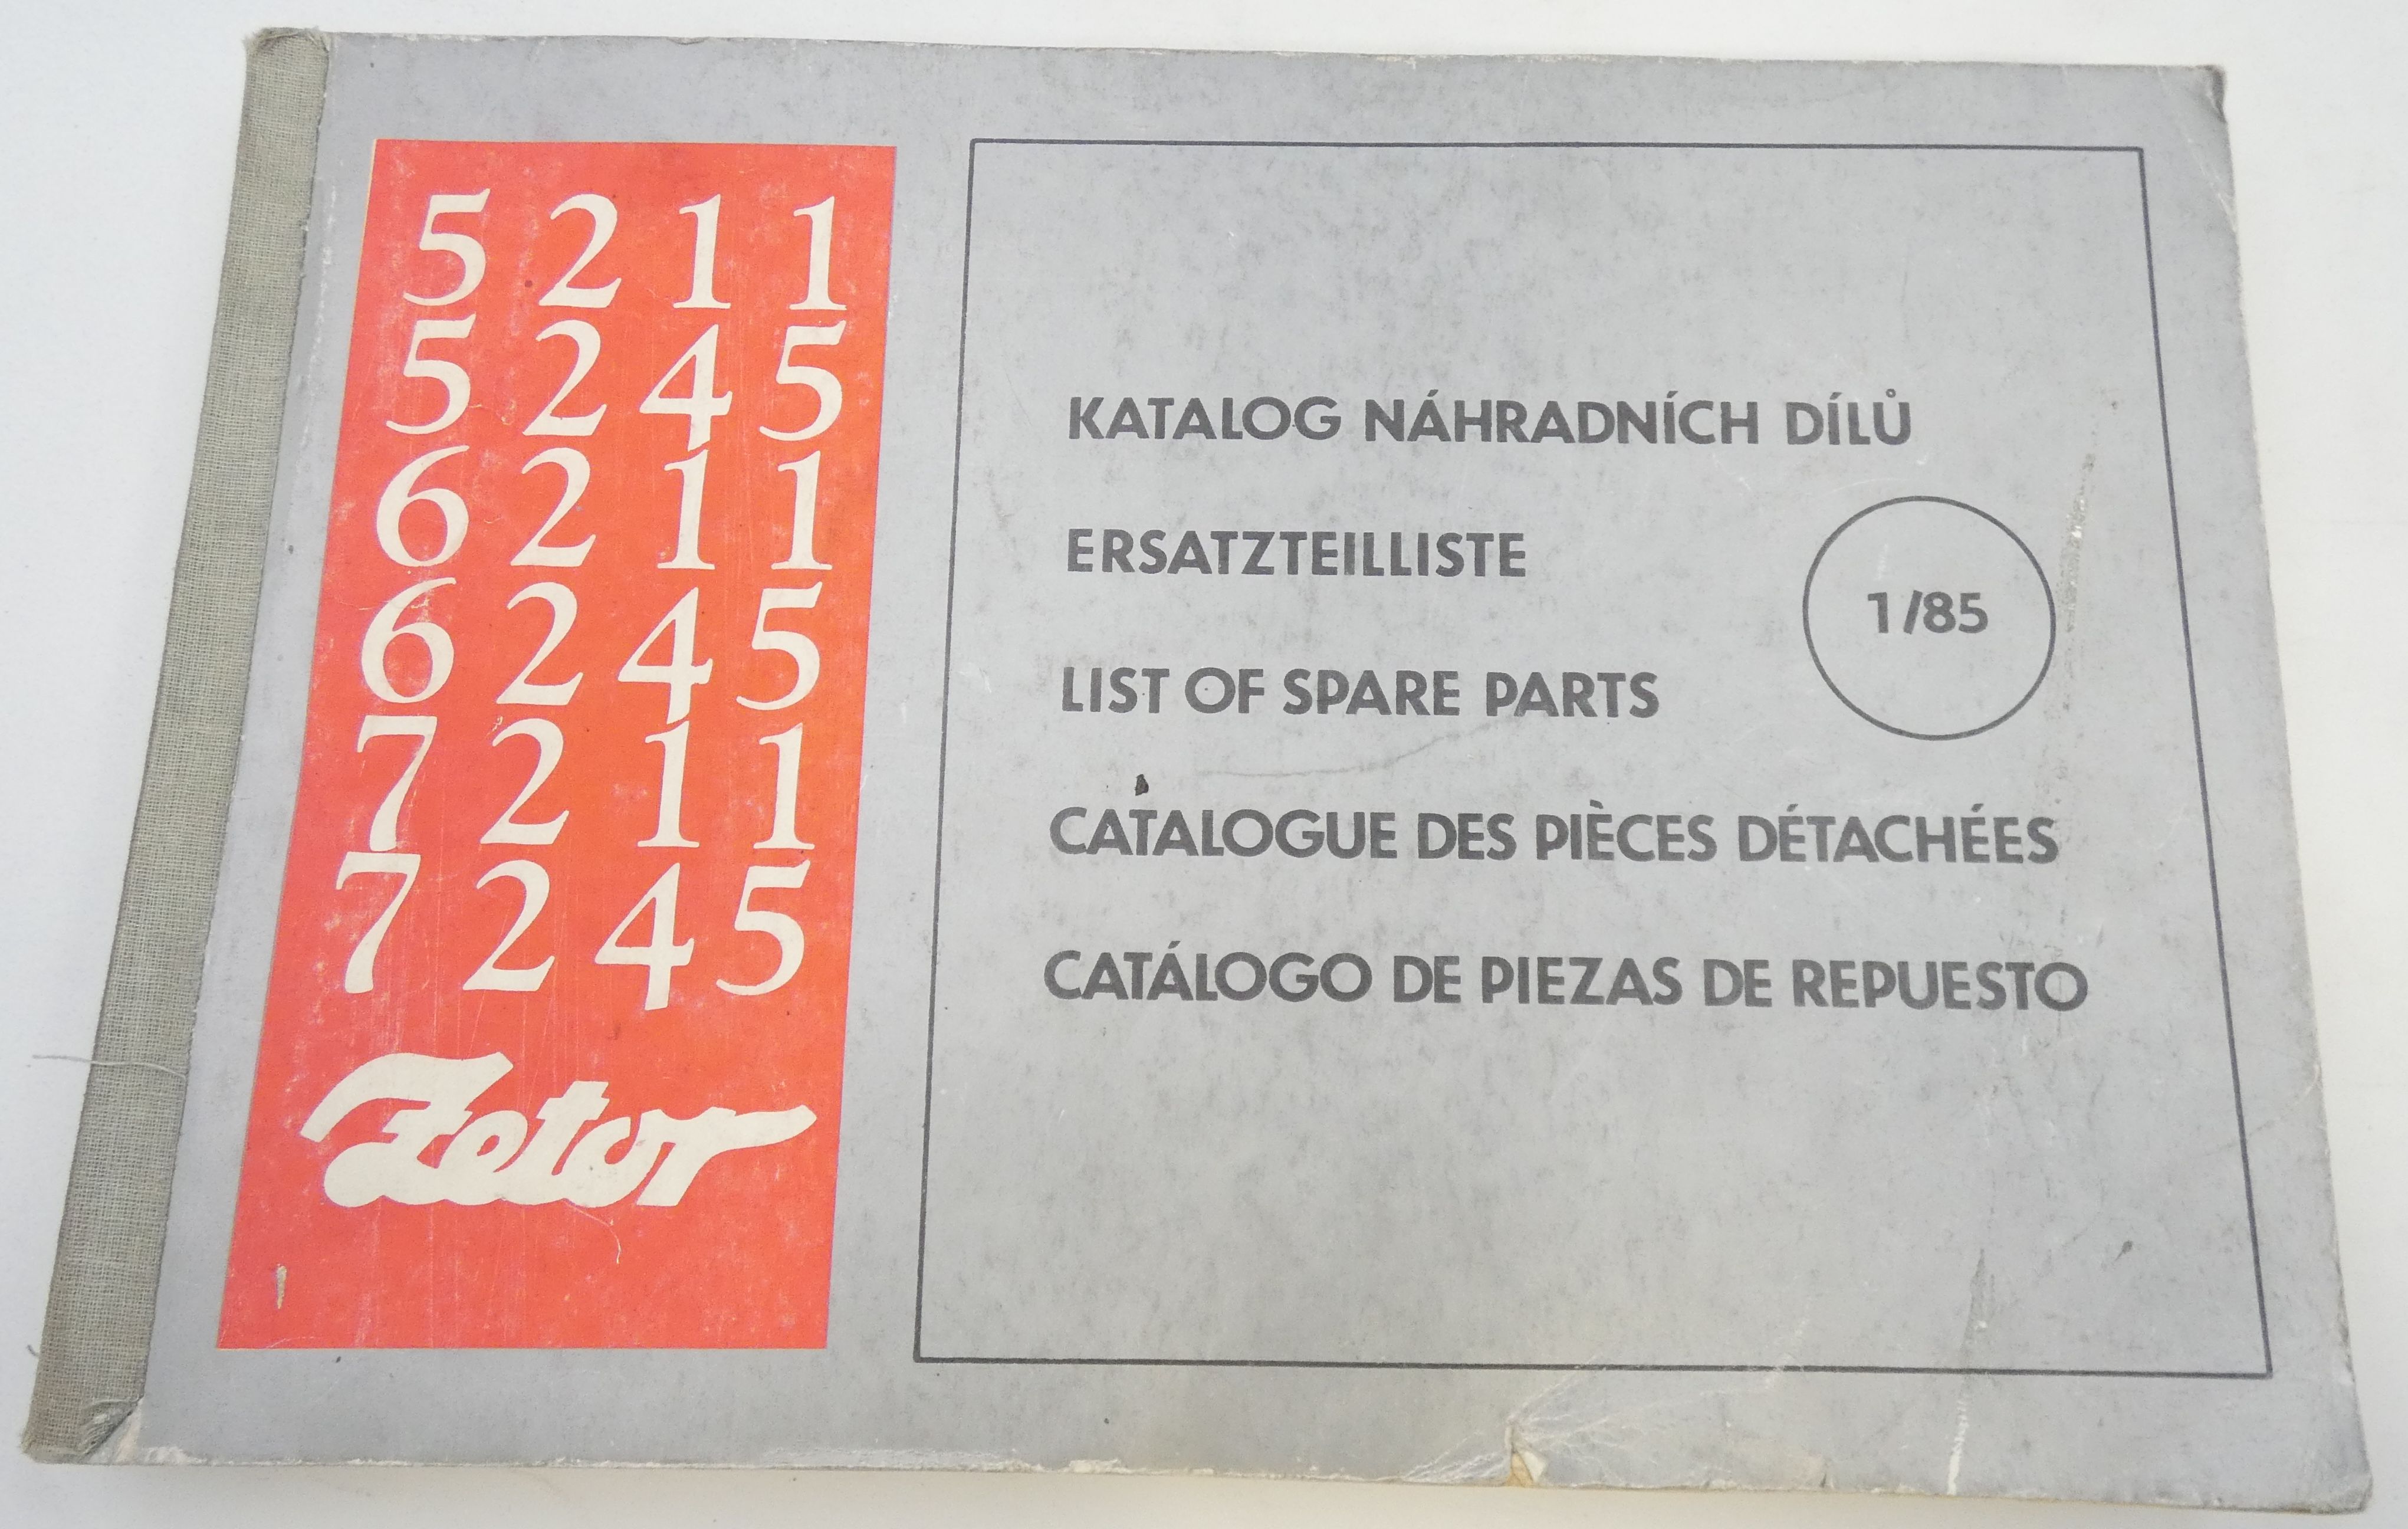 5211
5245
6211
6245
7211
7245
Zetor
KATALOG NÁHRADNÍCH DÍLŮ
ERSATZTEILLISTE
1/85
LIST OF SPARE PARTS
CATALOGUE DES PIÈCES DÉTACHÉES
CATÁLOGO DE PIEZAS DE REPUESTO